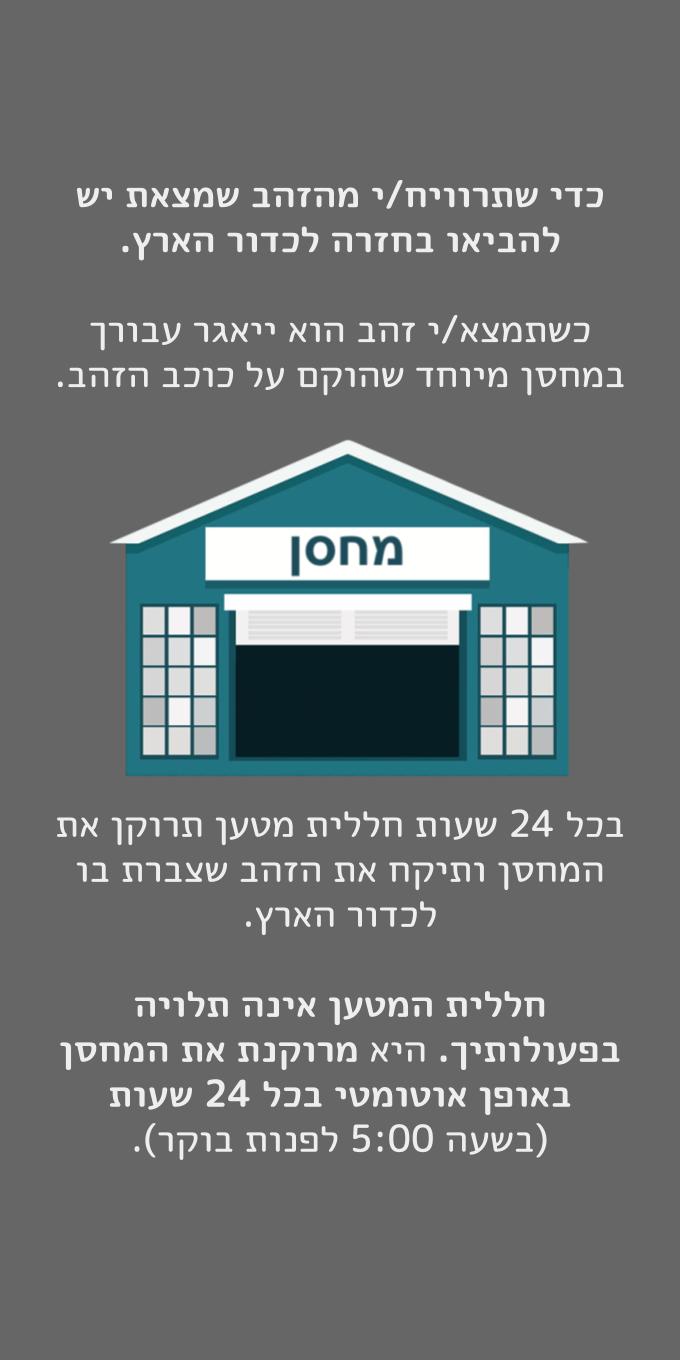 כדי שתרוויח/י מהזהב שמצאת יש
להביאו בחזרה לכדור הארץ.
כשתמצא/י זהב הוא ייאגר עבורך
במחסן מיוחד שהוקם על כוכב הזהב.
מחסן
בכל 24 שעות חללית מטען תרוקן את
המחסן ותיקח את הזהב שצברת בו
לכדור הארץ.
חללית המטען אינה תלויה
בפעולותיך. היא מרוקנת את המחסן
באופן אוטומטי בכל 24 שעות
(בשעה 5:00 לפנות בוקר).